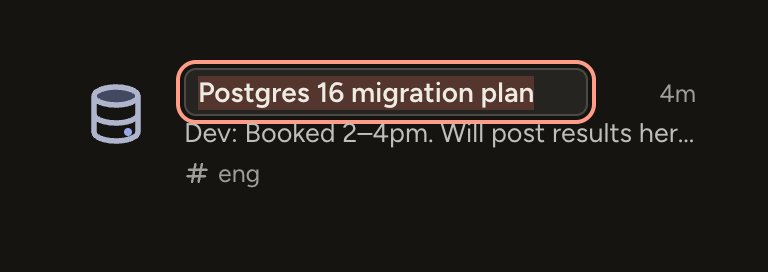 Postgres 16 migration plan
4m
Dev: Booked 2–4pm. Will post results her...
# eng